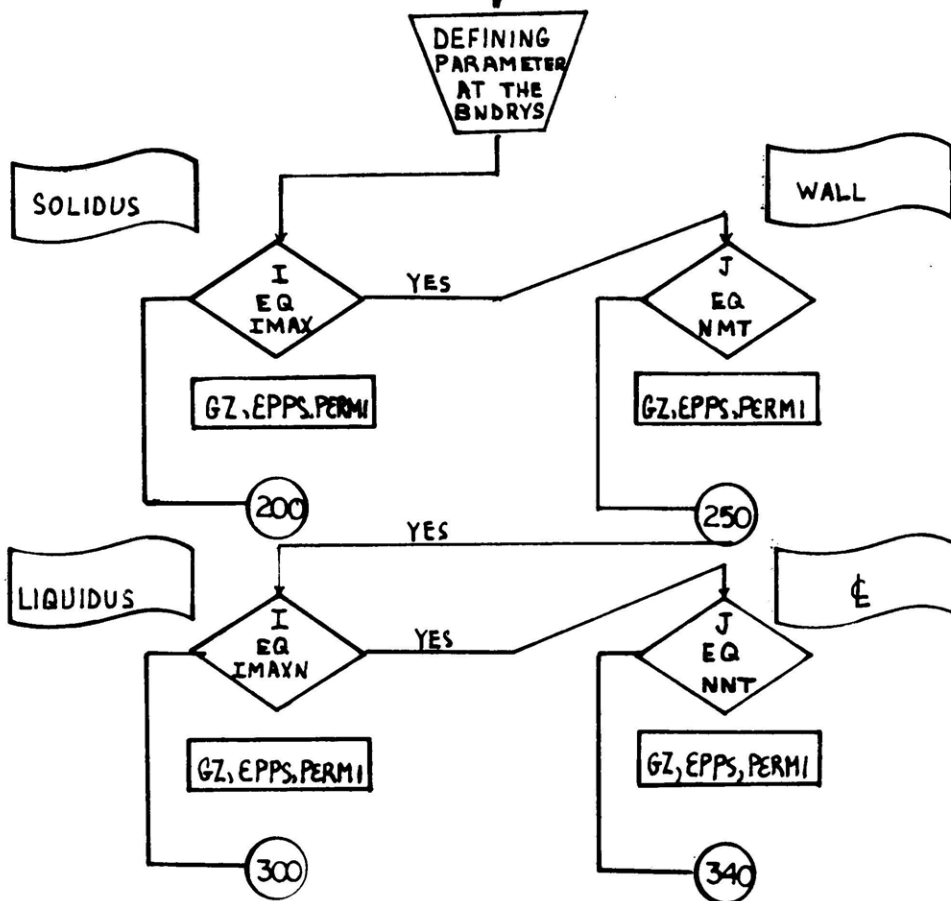 DEFINING
PARAMETER
AT THE
BNDRYS
SOLIDUS
WALL
I
EQ
IMAX
YES
J
EQ
NMT
GZ,EPPS,PERMI
GZ,EPPS,PERMI
200
250
YES
LIQUIDUS
℄
I
EQ
IMAXN
YES
J
EQ
NNT
GZ,EPPS,PERMI
GZ,EPPS,PERMI
300
340